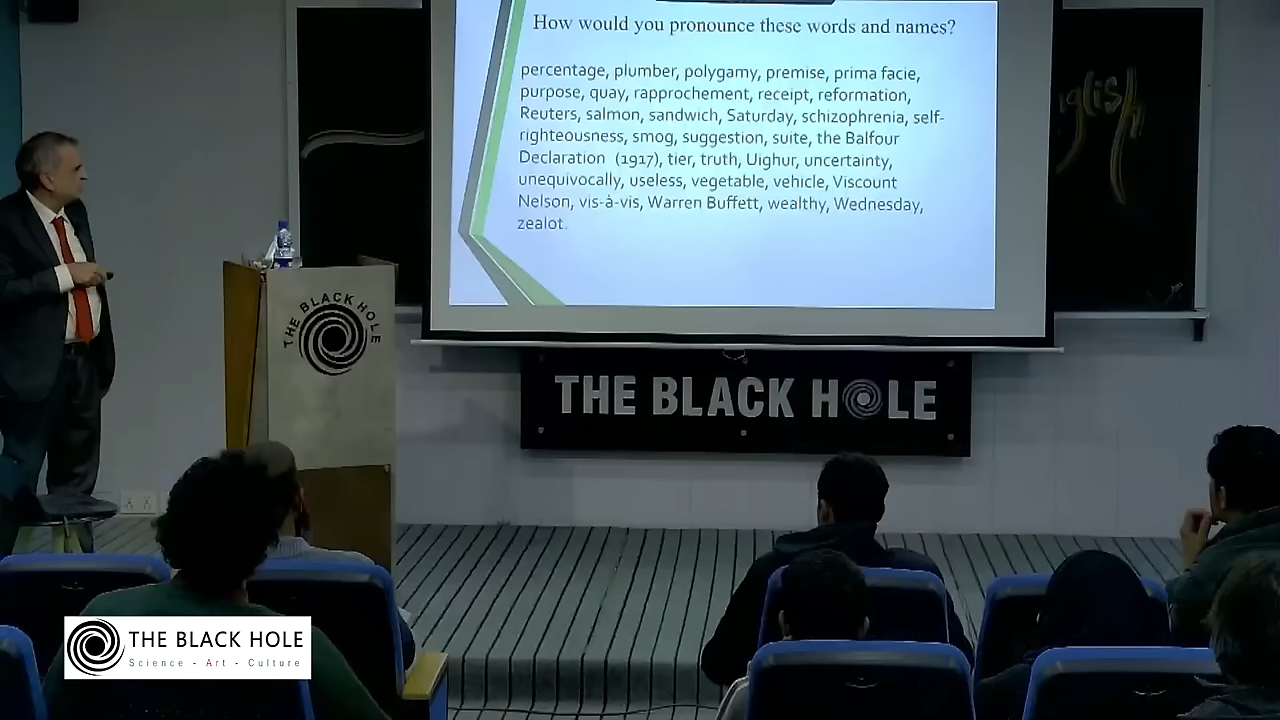 How would you pronounce these words and names?
percentage, plumber, polygamy, premise, prima facie,
purpose, quay, rapprochement, receipt, reformation,
Reuters, salmon, sandwich, Saturday, schizophrenia, self-
righteousness, smog, suggestion, suite, the Balfour
Declaration (1917), tier, truth, Uighur, uncertainty,
unequivocally, useless, vegetable, vehicle, Viscount
Nelson, vis-à-vis, Warren Buffett, wealthy, Wednesday,
zealot.
glish
THE BLACK HOLE
THE BLACK HOLE
THE BLACK HOLE
Science - Art - Culture